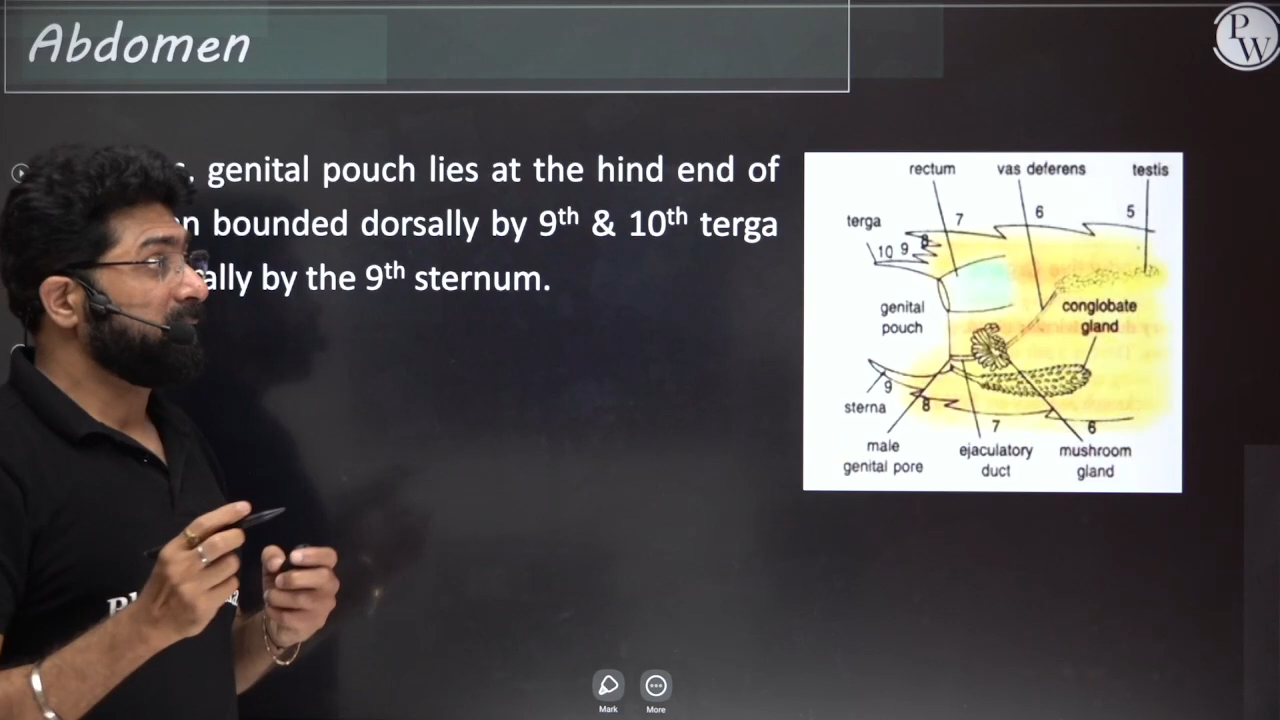 Abdomen
PW
genital pouch lies at the hind end of
bounded dorsally by 9th & 10th terga
by the 9th sternum.
rectum vas deferens testis
terga
7 6 5
10 9 8
genital
pouch
conglobate
gland
9
sterna
8
7 6
male
genital pore
ejaculatory
duct
mushroom
gland
Mark More